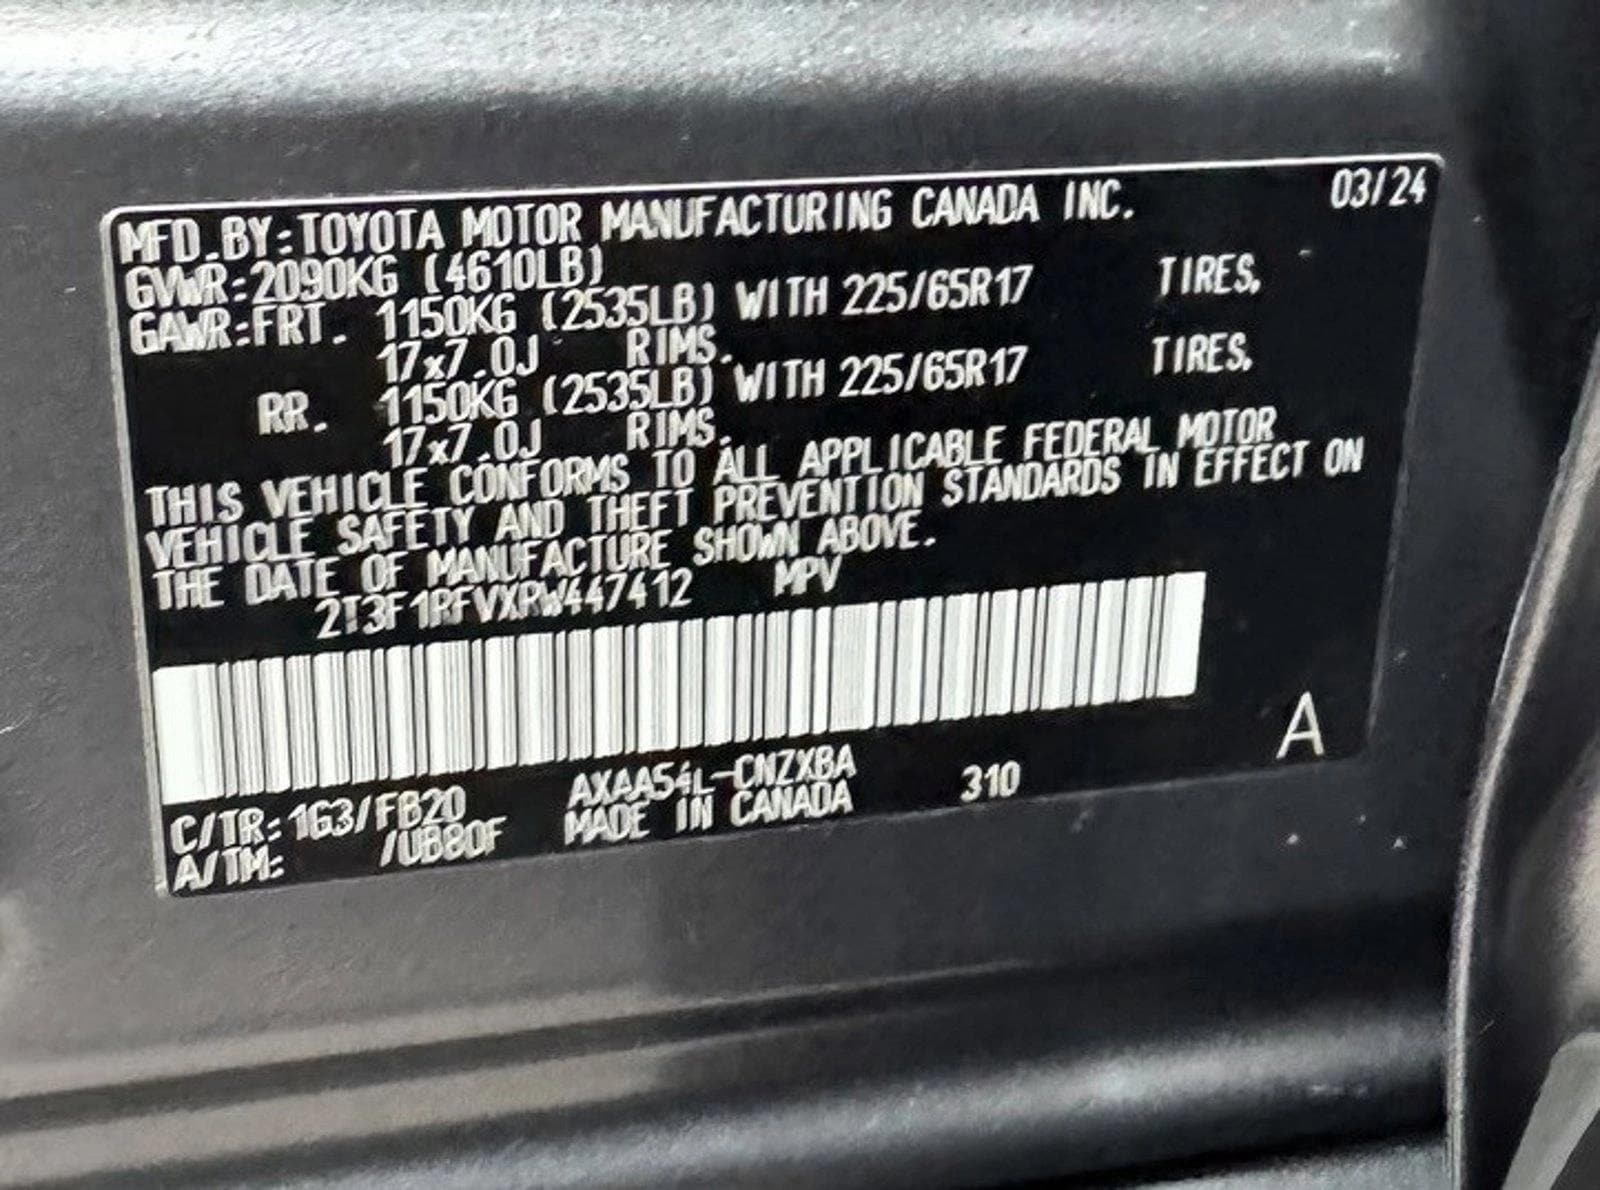 MFD.BY:TOYOTA MOTOR MANUFACTURING CANADA INC. 03/24
GVWR:2090KG (4610LB)
GAWR:FRT. 1150KG (2535LB) WITH 225/65R17 TIRES,
17x7.0J RIMS.
RR. 1150KG (2535LB) WITH 225/65R17 TIRES,
17x7.0J RIMS.
THIS VEHICLE CONFORMS TO ALL APPLICABLE FEDERAL MOTOR
VEHICLE SAFETY AND THEFT PREVENTION STANDARDS IN EFFECT ON
THE DATE OF MANUFACTURE SHOWN ABOVE.
2T3F1RFVXRW447412 MPV
C/TR:1G3/FB20 AXAA54L-CNZXBA 310 A
A/TM: /UB80F MADE IN CANADA